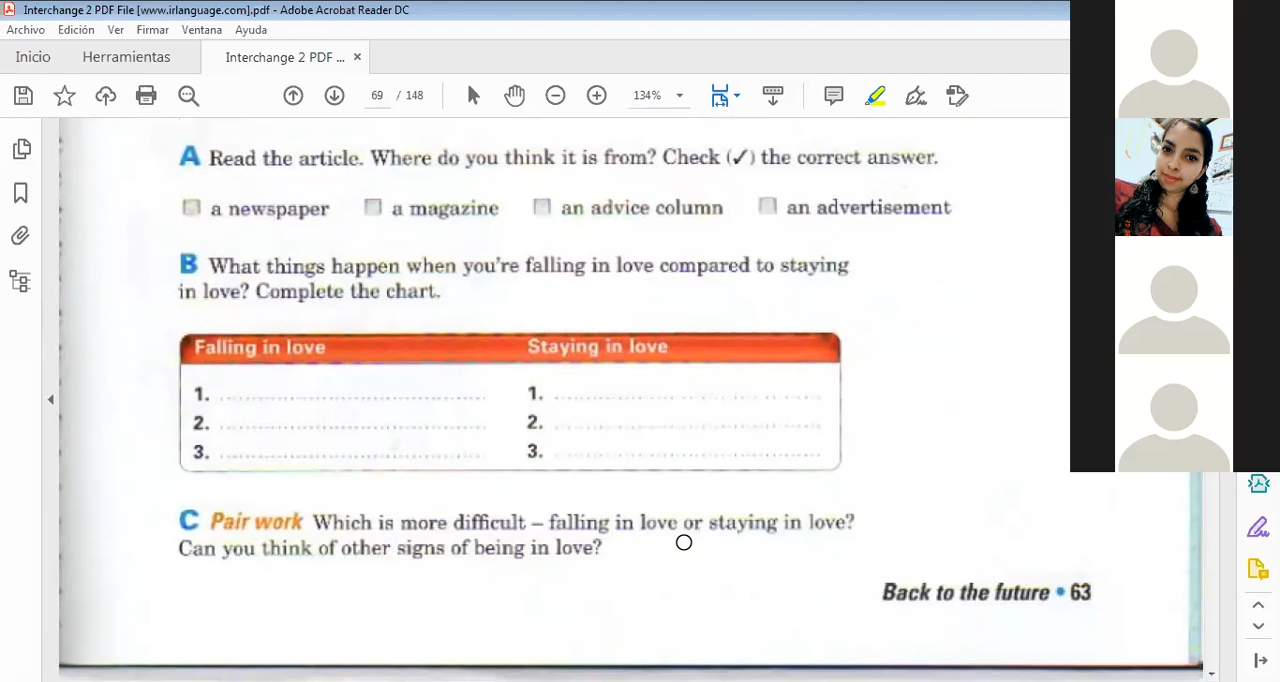 Interchange 2 PDF File [www.irlanguage.com].pdf - Adobe Acrobat Reader DC
Archivo Edición Ver Firmar Ventana Ayuda
Inicio Herramientas Interchange 2 PDF ... ×
69 / 148 134%
A Read the article. Where do you think it is from? Check (✓) the correct answer.
a newspaper a magazine an advice column an advertisement
B What things happen when you're falling in love compared to staying
in love? Complete the chart.
Falling in love Staying in love
1. 1.
2. 2.
3. 3.
C Pair work Which is more difficult – falling in love or staying in love?
Can you think of other signs of being in love?
Back to the future • 63